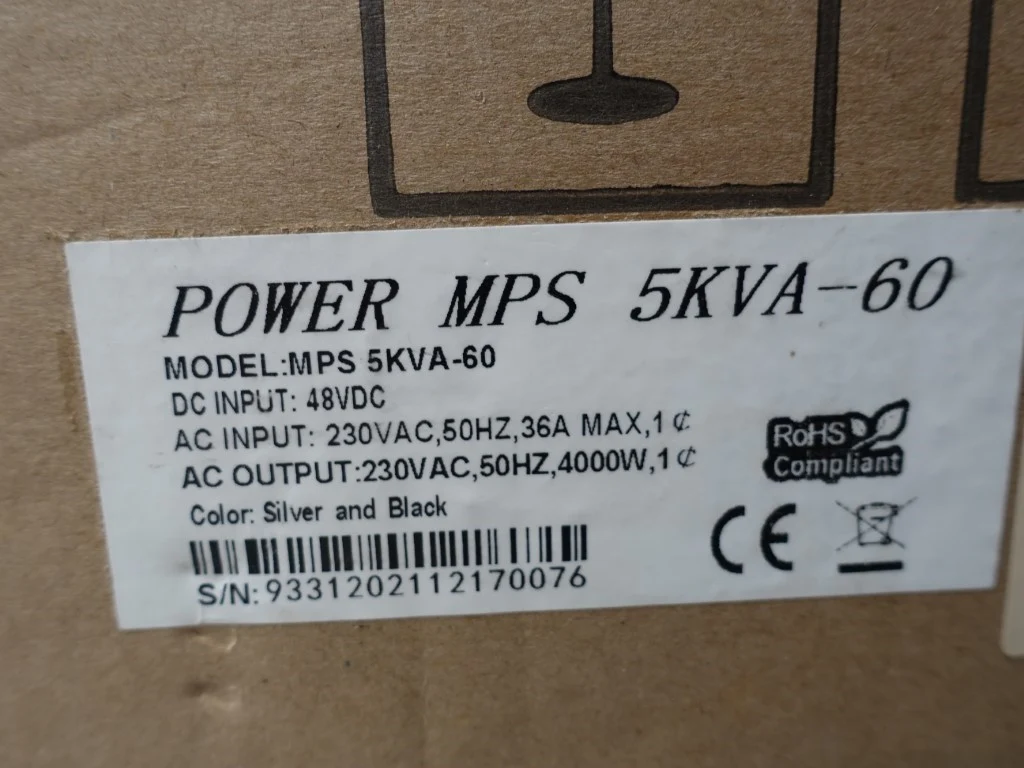 POWER MPS 5KVA-60
MODEL:MPS 5KVA-60
DC INPUT: 48VDC
AC INPUT: 230VAC,50HZ,36A MAX,1¢
AC OUTPUT:230VAC,50HZ,4000W,1¢
RoHS
Compliant
Color: Silver and Black
CE
S/N:9331202112170076